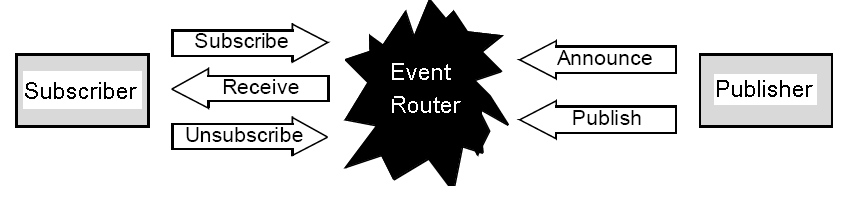 Subscriber
Subscribe
Receive
Unsubscribe
Event
Router
Announce
Publish
Publisher